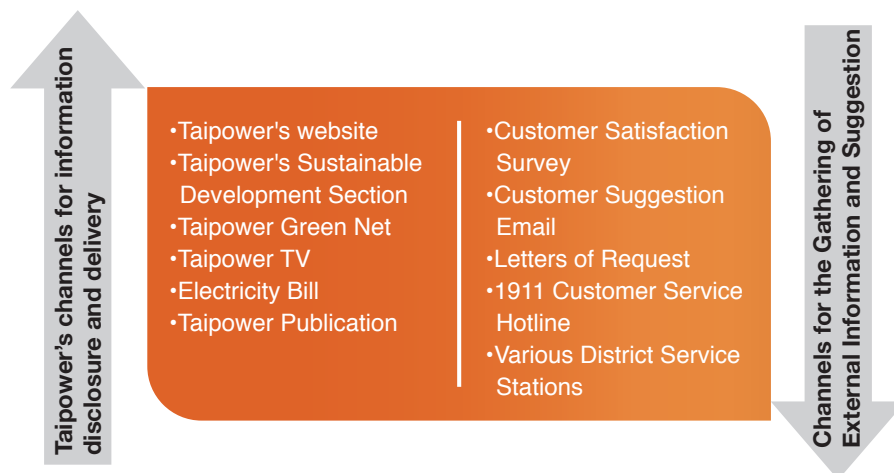 Taipower's channels for information
disclosure and delivery
•Taipower's website
•Taipower's Sustainable
Development Section
•Taipower Green Net
•Taipower TV
•Electricity Bill
•Taipower Publication
•Customer Satisfaction
Survey
•Customer Suggestion
Email
•Letters of Request
•1911 Customer Service
Hotline
•Various District Service
Stations
Channels for the Gathering of
External Information and Suggestion